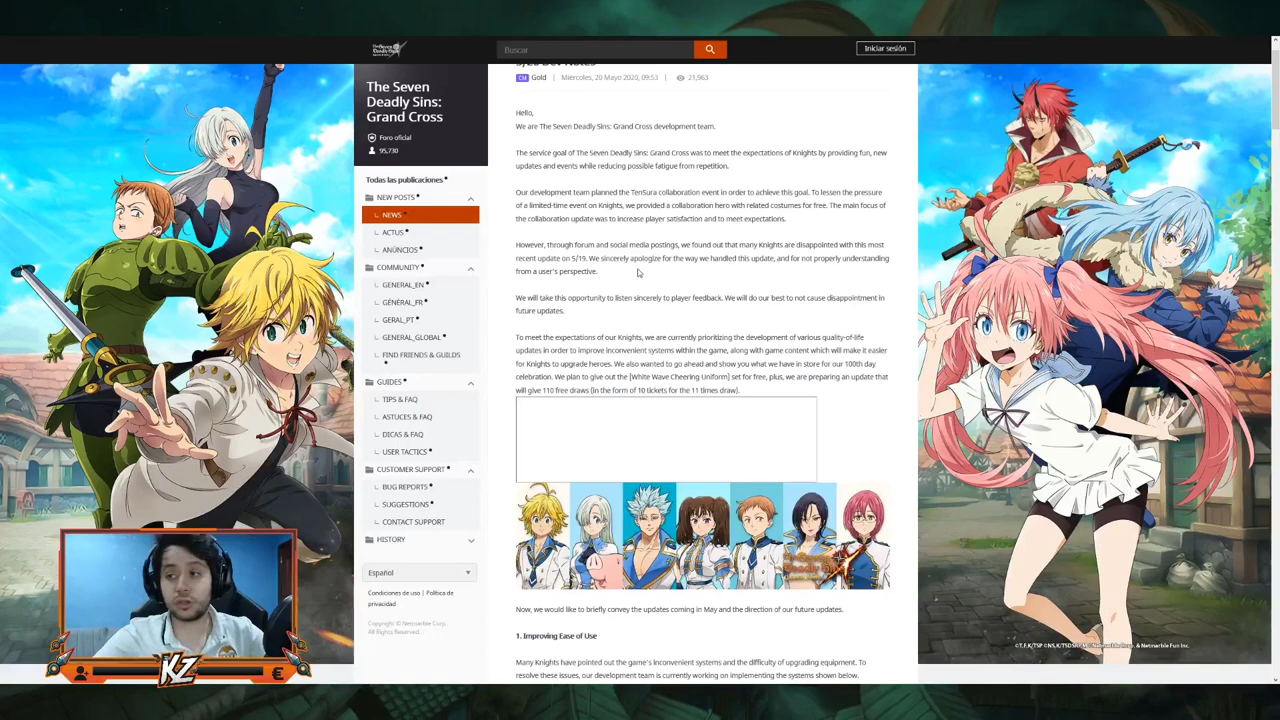 The Seven
Deadly Sins
Buscar
Iniciar sesión
The Seven
Deadly Sins:
Grand Cross
Foro oficial
95,730
Todas las publicaciones
NEW POSTS
NEWS
ACTUS
ANÚNCIOS
COMMUNITY
GENERAL_EN
GÉNÉRAL_FR
GERAL_PT
GENERAL_GLOBAL
FIND FRIENDS & GUILDS
GUIDES
TIPS & FAQ
ASTUCES & FAQ
DICAS & FAQ
USER TACTICS
CUSTOMER SUPPORT
BUG REPORTS
SUGGESTIONS
CONTACT SUPPORT
HISTORY
Español
Condiciones de uso | Política de
privacidad
Copyright © Netmarble Corp.
All Rights Reserved.
5/20 Dev Notes
CM Gold | Miércoles, 20 Mayo 2020, 09:53 | 21,963
Hello,
We are The Seven Deadly Sins: Grand Cross development team.
The service goal of The Seven Deadly Sins: Grand Cross was to meet the expectations of Knights by providing fun, new
updates and events while reducing possible fatigue from repetition.
Our development team planned the TenSura collaboration event in order to achieve this goal. To lessen the pressure
of a limited-time event on Knights, we provided a collaboration hero with related costumes for free. The main focus of
the collaboration update was to increase player satisfaction and to meet expectations.
However, through forum and social media postings, we found out that many Knights are disappointed with this most
recent update on 5/19. We sincerely apologize for the way we handled this update, and for not properly understanding
from a user's perspective.
We will take this opportunity to listen sincerely to player feedback. We will do our best to not cause disappointment in
future updates.
To meet the expectations of our Knights, we are currently prioritizing the development of various quality-of-life
updates in order to improve inconvenient systems within the game, along with game content which will make it easier
for Knights to upgrade heroes. We also wanted to go ahead and show you what we have in store for our 100th day
celebration. We plan to give out the [White Wave Cheering Uniform] set for free, plus, we are preparing an update that
will give 110 free draws (in the form of 10 tickets for the 11 times draw).
Now, we would like to briefly convey the updates coming in May and the direction of our future updates.
1. Improving Ease of Use
Many Knights have pointed out the game's inconvenient systems and the difficulty of upgrading equipment. To
resolve these issues, our development team is currently working on implementing the systems shown below.
KZ
€